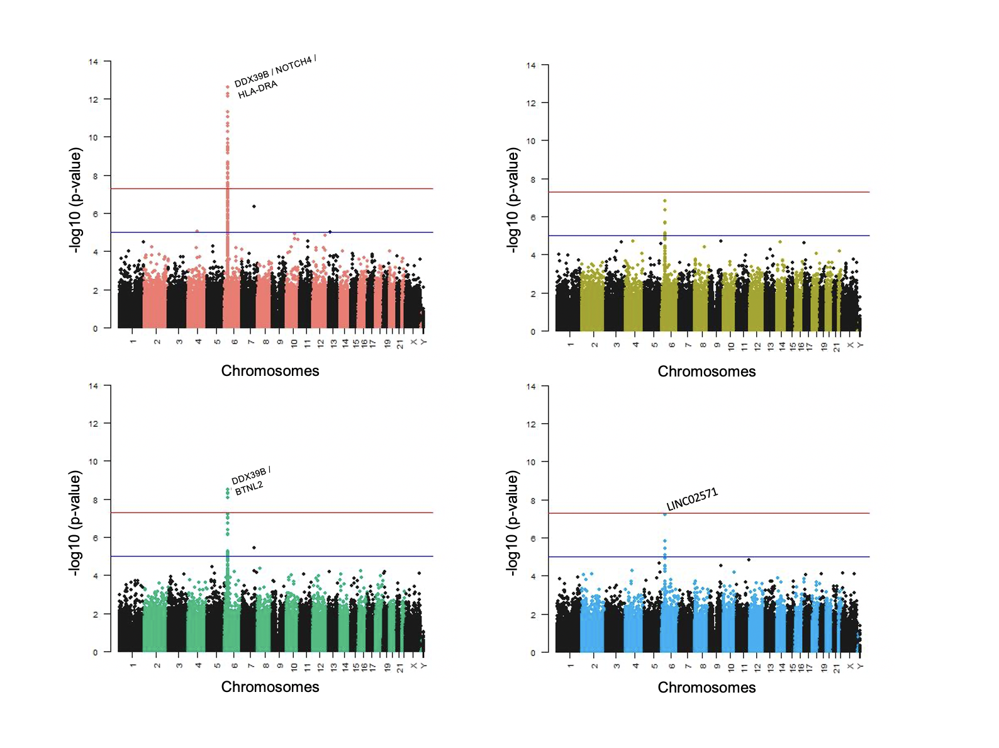 14
12
10
8
6
4
2
0
-log10 (p-value)
DDX39B / NOTCH4 /
HLA-DRA
1 2 3 4 5 6 7 8 9 10 11 12 13 14 15 16 17 19 21 X Y
Chromosomes
14
12
10
8
6
4
2
0
-log10 (p-value)
1 2 3 4 5 6 7 8 9 10 11 12 13 14 15 16 17 19 21 X Y
Chromosomes
14
12
10
8
6
4
2
0
-log10 (p-value)
DDX39B /
BTNL2
1 2 3 4 5 6 7 8 9 10 11 12 13 14 15 16 17 19 21 X Y
Chromosomes
14
12
10
8
6
4
2
0
-log10 (p-value)
LINC02571
1 2 3 4 5 6 7 8 9 10 11 12 13 14 15 16 17 19 21 X Y
Chromosomes